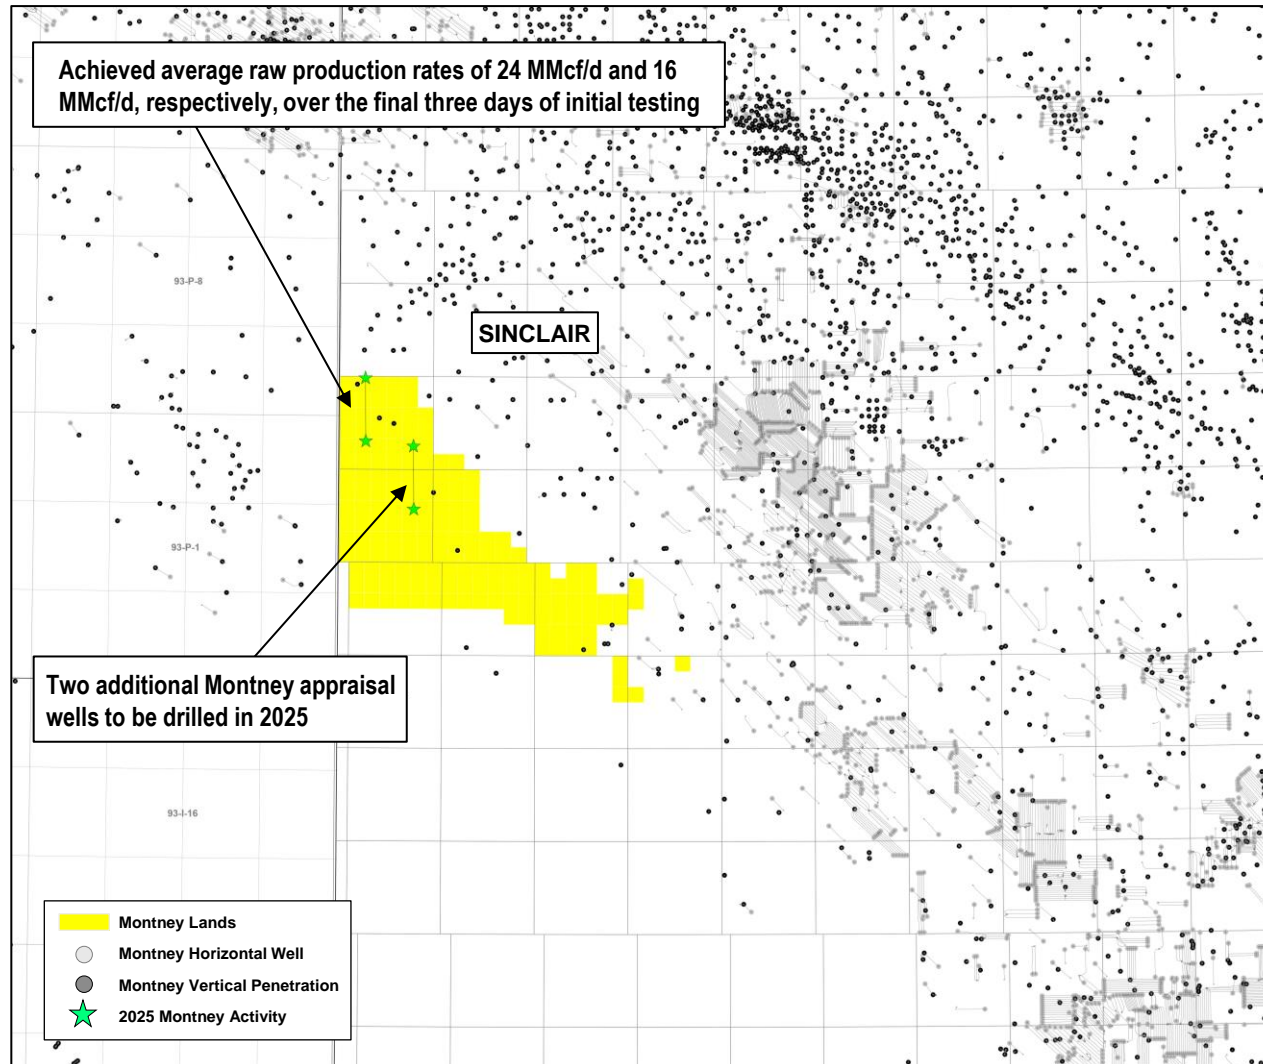 Achieved average raw production rates of 24 MMcf/d and 16
MMcf/d, respectively, over the final three days of initial testing
93-P-8
SINCLAIR
93-P-1
Two additional Montney appraisal
wells to be drilled in 2025
93-I-16
Montney Lands
Montney Horizontal Well
Montney Vertical Penetration
2025 Montney Activity